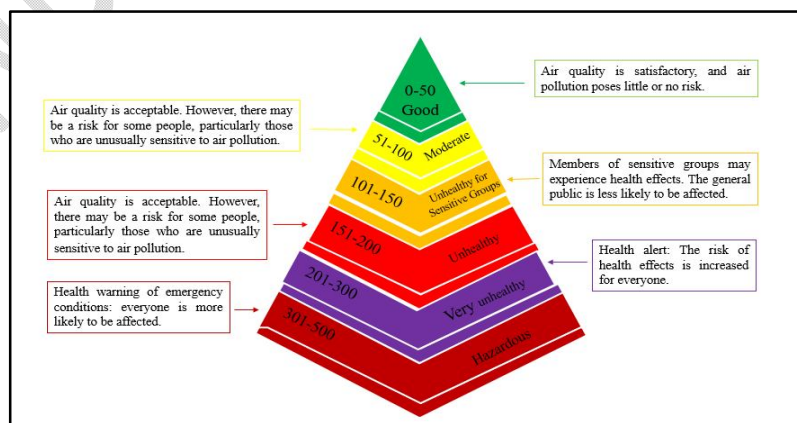 0-50
Good
Air quality is satisfactory, and air
pollution poses little or no risk.
Air quality is acceptable. However, there may
be a risk for some people, particularly those
who are unusually sensitive to air pollution.
51-100
Moderate
101-150
Unhealthy for
Sensitive Groups
Members of sensitive groups may
experience health effects. The general
public is less likely to be affected.
Air quality is acceptable. However,
there may be a risk for some people,
particularly those who are unusually
sensitive to air pollution.
151-200
Unhealthy
Health alert: The risk of
health effects is increased
for everyone.
201-300
Very unhealthy
Health warning of emergency
conditions: everyone is more
likely to be affected.
301-500
Hazardous